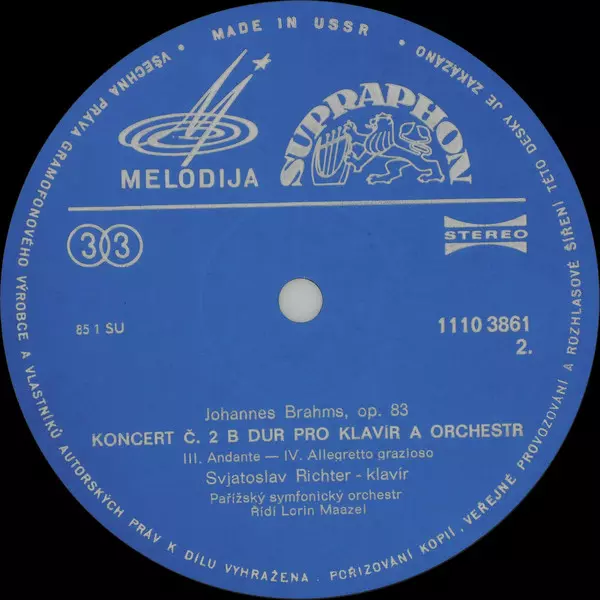 MADE IN USSR
VŠECHNA PRÁVA GRAMOFONOVÉHO VÝROBCE A VLASTNÍKŮ AUTORSKÝCH PRÁV K DÍLU VYHRAŽENA . POŘIZOVÁNÍ KOPIÍ . VEŘEJNÉ PROVOZOVÁNÍ A ROZHLASOVÉ ŠÍŘENÍ TÉTO DESKY JE ZAKÁZÁNO
MELODIJA
SUPRAPHON
33
STEREO
85 1 SU
1110 3861
2.
Johannes Brahms, op. 83
KONCERT Č. 2 B DUR PRO KLAVÍR A ORCHESTR
III. Andante — IV. Allegretto grazioso
Svjatoslav Richter - klavír
Pařížský symfonický orchestr
Řídí Lorin Maazel